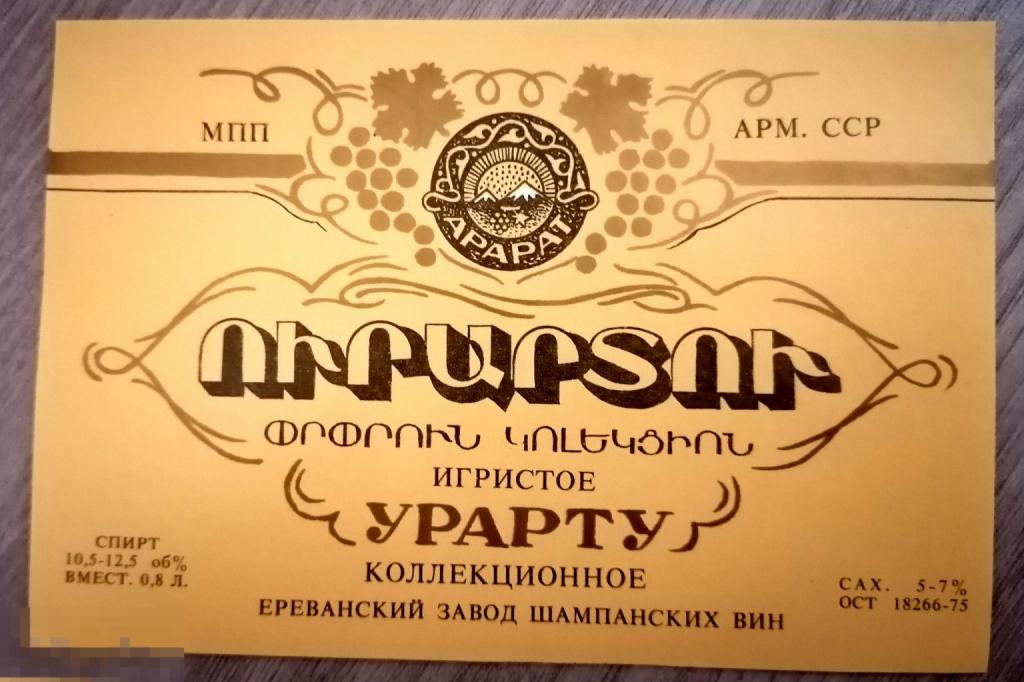 МПП
АРМ. ССР
АРАРАТ
ՈՒՐԱՐՏՈՒ
ՓՐՓՐՈՒՆ ԿՈԼԵԿՑԻՈՆ
ИГРИСТОЕ
УРАРТУ
КОЛЛЕКЦИОННОЕ
ЕРЕВАНСКИЙ ЗАВОД ШАМПАНСКИХ ВИН
СПИРТ
10,5-12,5 об%
ВМЕСТ. 0,8 Л.
САХ. 5-7%
ОСТ 18266-75